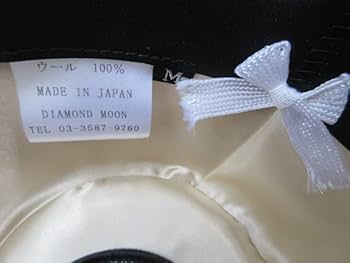 ウール 100%
MADE IN JAPAN
DIAMOND MOON
TEL 03-3587-9760
M